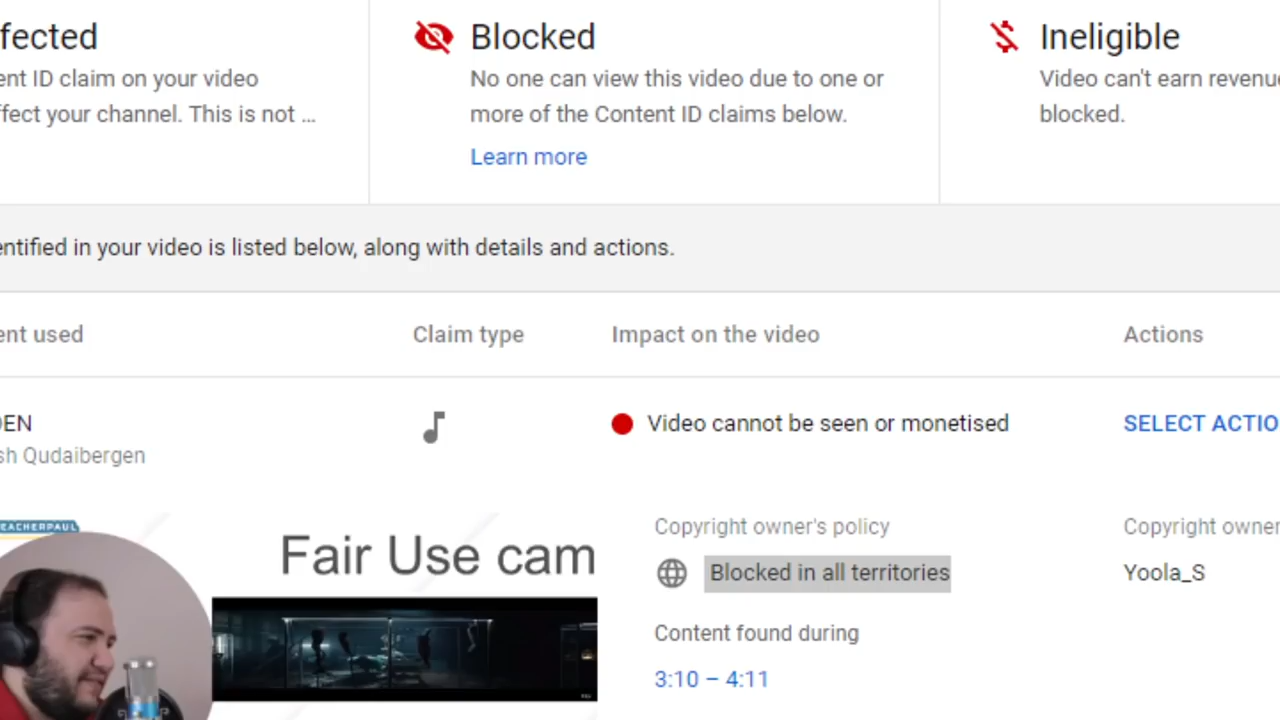 fected
ent ID claim on your video
ffect your channel. This is not ...
Blocked
No one can view this video due to one or
more of the Content ID claims below.
Learn more
Ineligible
Video can't earn revenue
blocked.
entified in your video is listed below, along with details and actions.
ent used
Claim type
Impact on the video
Actions
DEN
sh Qudaibergen
Video cannot be seen or monetised
SELECT ACTIO
EACHERPAUL
Fair Use cam
Copyright owner's policy
Blocked in all territories
Content found during
3:10 – 4:11
Copyright owner
Yoola_S